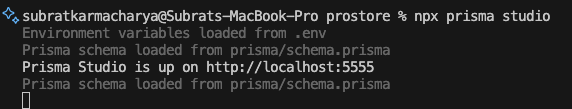 subratkarmacharya@Subrats-MacBook-Pro prostore % npx prisma studio
Environment variables loaded from .env
Prisma schema loaded from prisma/schema.prisma
Prisma Studio is up on http://localhost:5555
Prisma schema loaded from prisma/schema.prisma